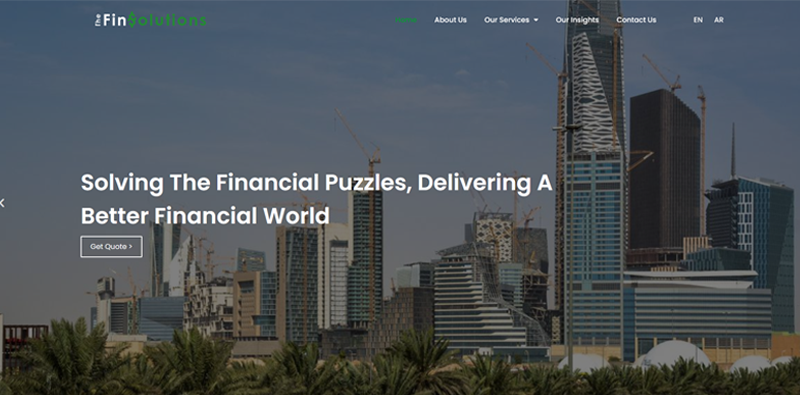 The FinSolutions
Home
About Us
Our Services
Our Insights
Contact Us
EN
AR
Solving The Financial Puzzles, Delivering A
Better Financial World
Get Quote >